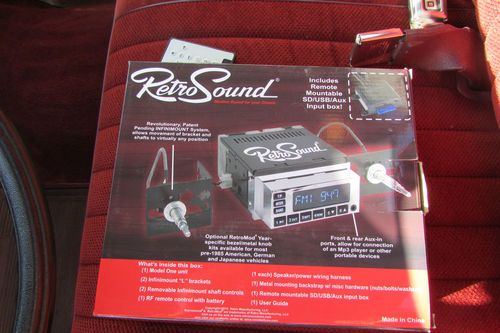 RetroSound
Modern Sound for your Classic.
Includes
Remote
Mountable
SD/USB/Aux
Input box!
Revolutionary, Patent
Pending INFINIMOUNT System,
allows movement of bracket and
shafts to virtually any position
RetroSound
FM1 947
Optional RetroMod Year-
specific bezel/metal knob
kits available for most
pre-1985 American, German
and Japanese vehicles
Front & rear Aux-In
ports, allow for connection
of an Mp3 player or other
portable devices
What's inside this box:
(1) Model One unit
(2) Infinimount "L" brackets
(2) Removable Infinimount shaft controls
(1) RF remote control with battery
(1 each) Speaker/power wiring harness
(1) Metal mounting backstrap w/ misc hardware (nuts/bolts/washers
(1) Remote mountable SD/USB/Aux input box
(1) User Guide
Made in China